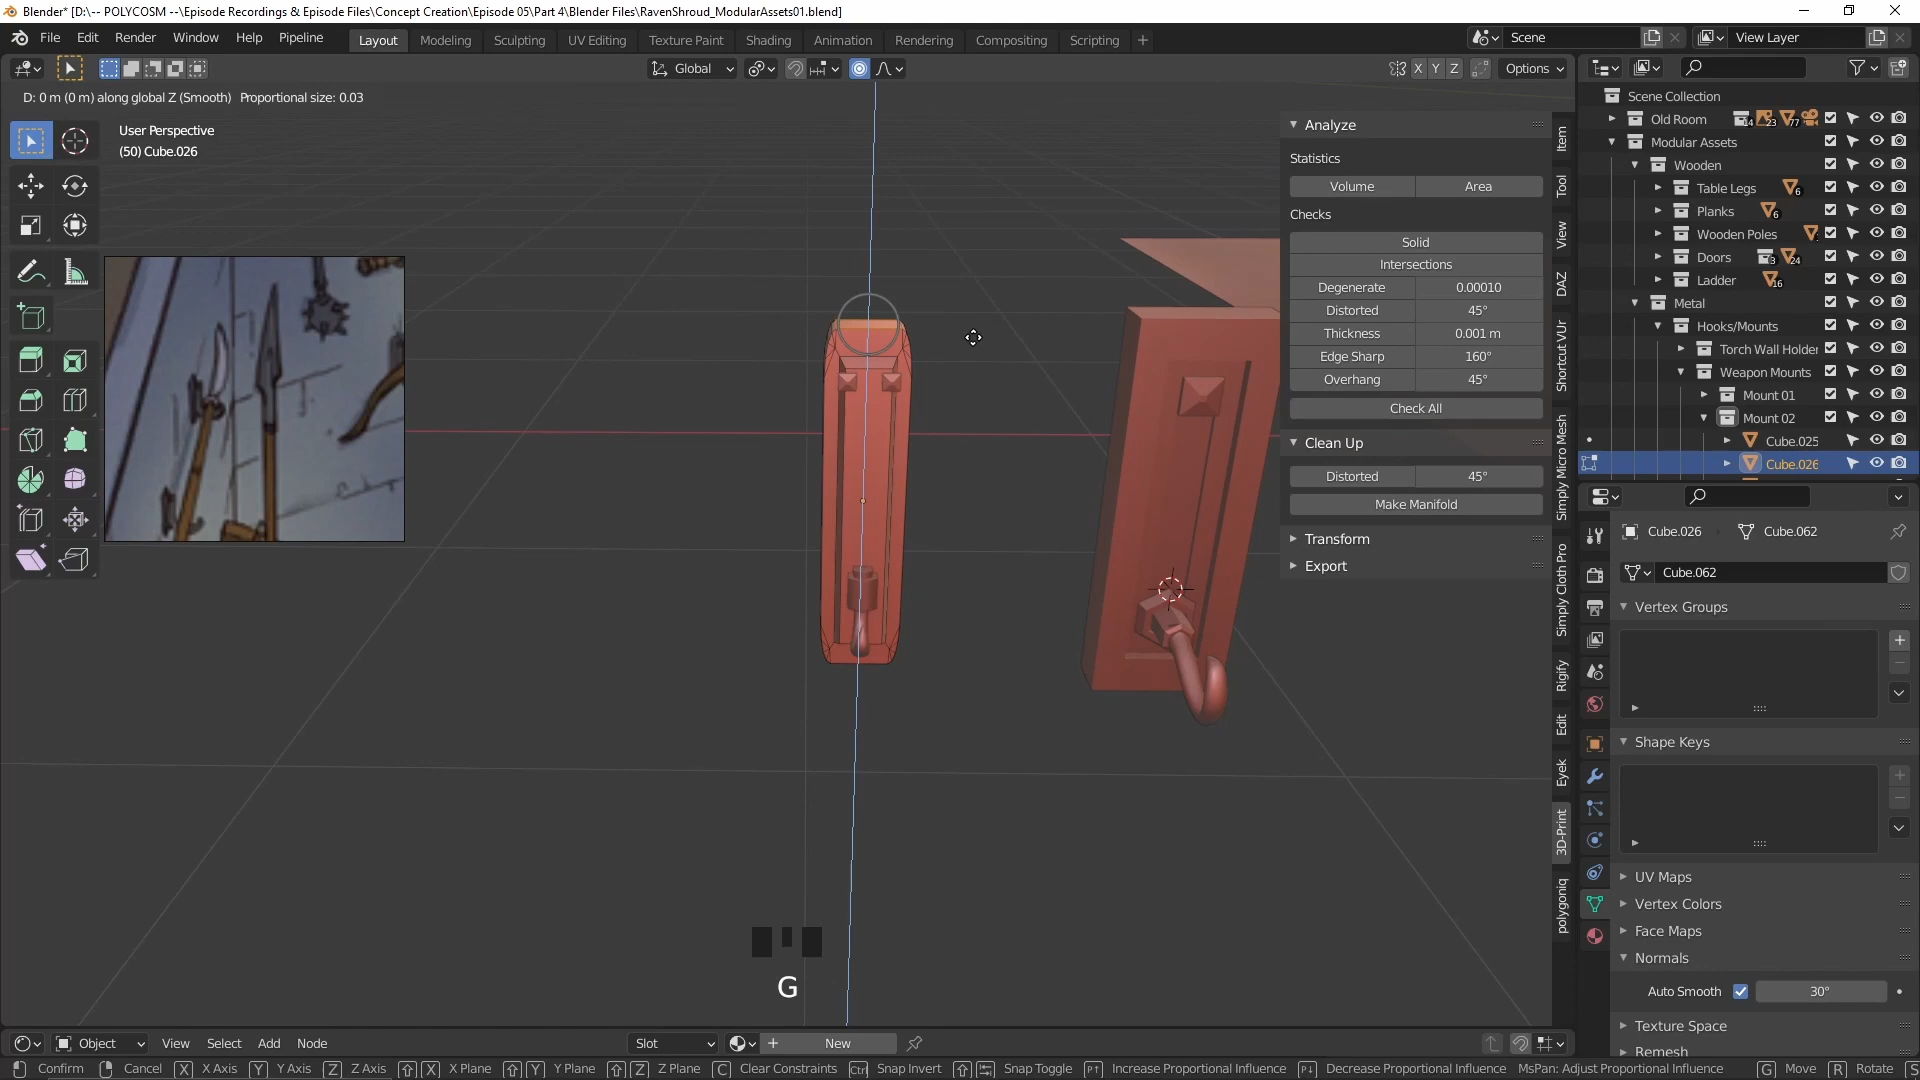 Blender* [D:\-- POLYCOSM --\Episode Recordings & Episode Files\Concept Creation\Episode 05\Part 4\Blender Files\RavenShroud_ModularAssets01.blend]
File Edit Render Window Help Pipeline Layout Modeling Sculpting UV Editing Texture Paint Shading Animation Rendering Compositing Scripting + Scene View Layer
Global X Y Z Options
D: 0 m (0 m) along global Z (Smooth) Proportional size: 0.03
User Perspective
(50) Cube.026
Analyze
Statistics
Volume Area
Checks
Solid
Intersections
Degenerate 0.00010
Distorted 45°
Thickness 0.001 m
Edge Sharp 160°
Overhang 45°
Check All
Clean Up
Distorted 45°
Make Manifold
Transform
Export
Item
Tool
View
DAZ
Shortcut VUr
Simply Micro Mesh
Simply Cloth Pro
Rigify
Edit
Eyek
3D-Print
polygoniq
Scene Collection
Old Room 14 23 77
Modular Assets
Wooden
Table Legs 6
Planks 6
Wooden Poles
Doors 3 24
Ladder 16
Metal
Hooks/Mounts
Torch Wall Holder
Weapon Mounts
Mount 01
Mount 02
Cube.025
Cube.026
Cube.026 Cube.062
Cube.062
Vertex Groups
Shape Keys
UV Maps
Vertex Colors
Face Maps
Normals
Auto Smooth 30°
Texture Space
Remesh
G
Object View Select Add Node Slot New
Confirm Cancel X X Axis Y Y Axis Z Z Axis X X Plane Y Y Plane Z Z Plane C Clear Constraints Ctrl Snap Invert Snap Toggle Increase Proportional Influence Decrease Proportional Influence MsPan: Adjust Proportional Influence G Move R Rotate S